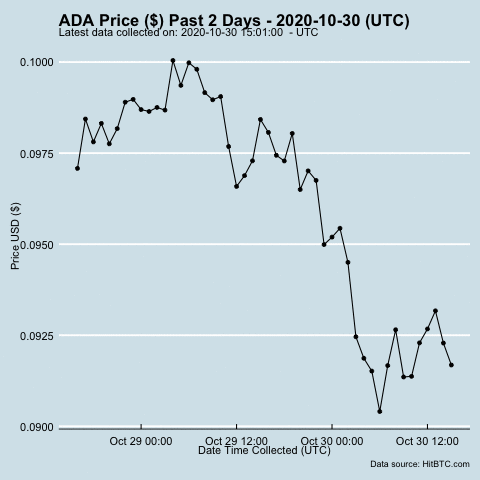 ADA Price ($) Past 2 Days - 2020-10-30 (UTC)
Latest data collected on: 2020-10-30 15:01:00  - UTC
0.1000
0.0975
0.0950
0.0925
0.0900
Price USD ($)
Oct 29 00:00 Oct 29 12:00 Oct 30 00:00 Oct 30 12:00
Date Time Collected (UTC)
Data source: HitBTC.com